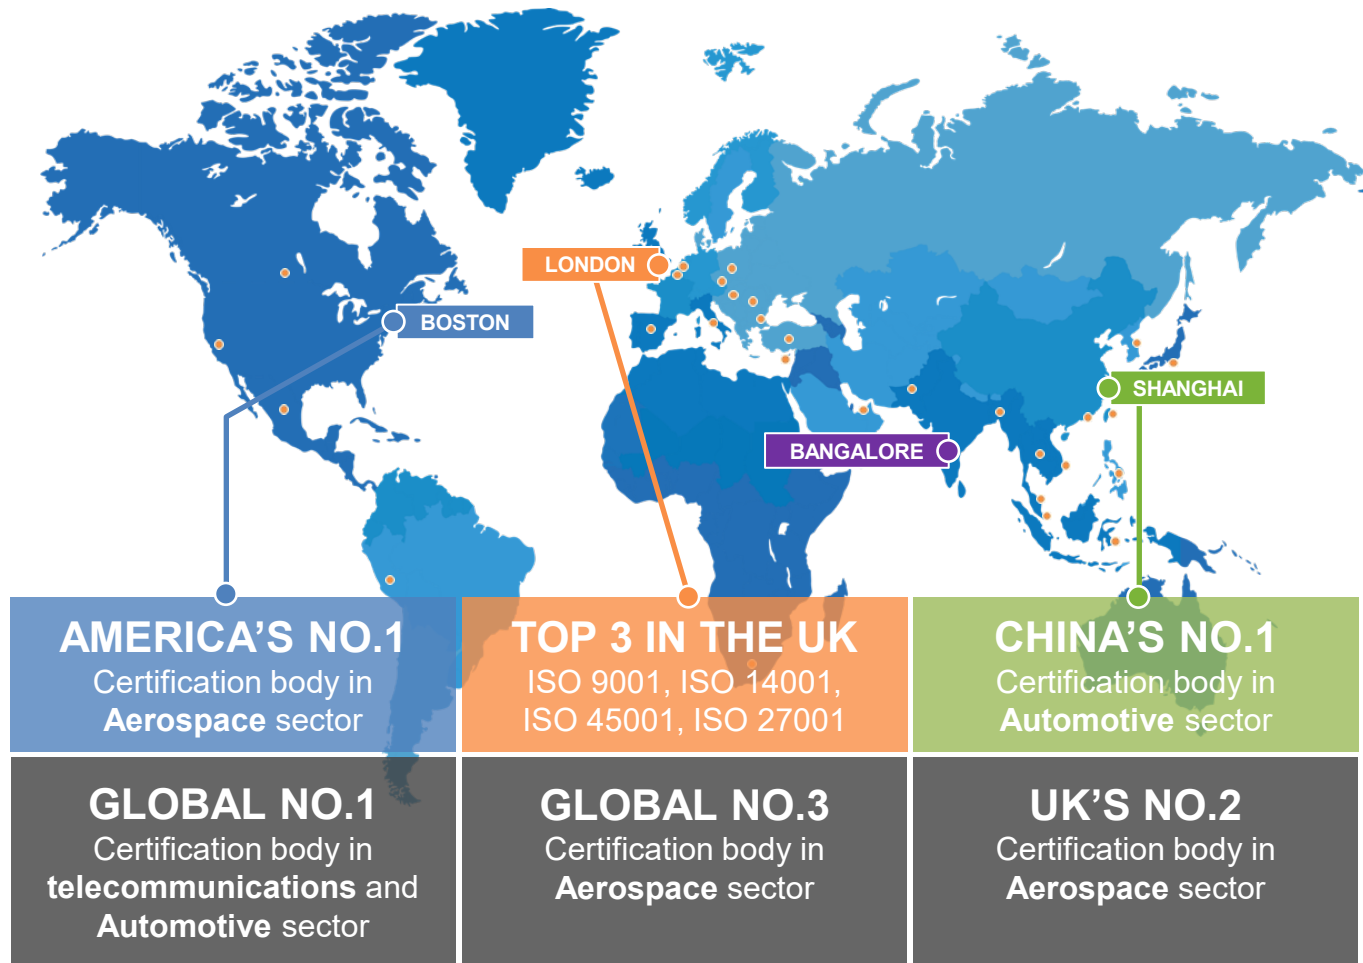 LONDON
BOSTON
SHANGHAI
BANGALORE
AMERICA’S NO.1
Certification body in
Aerospace sector
TOP 3 IN THE UK
ISO 9001, ISO 14001,
ISO 45001, ISO 27001
CHINA’S NO.1
Certification body in
Automotive sector
GLOBAL NO.1
Certification body in
telecommunications and
Automotive sector
GLOBAL NO.3
Certification body in
Aerospace sector
UK’S NO.2
Certification body in
Aerospace sector